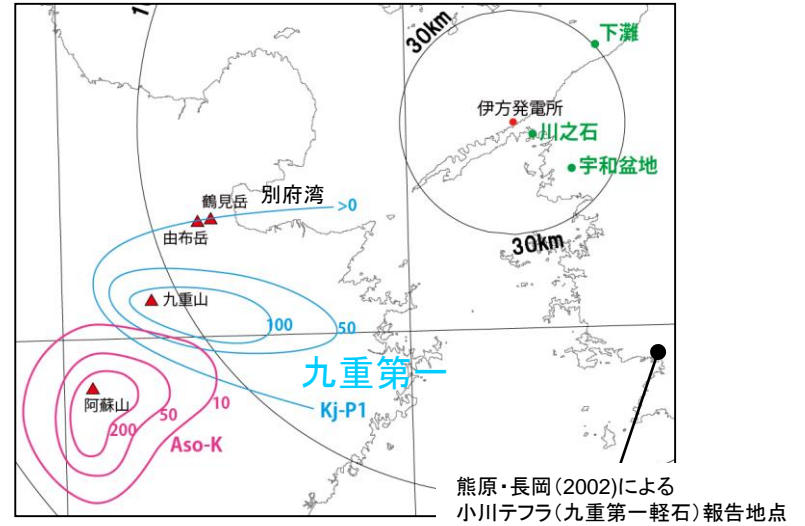 30km
下灘
伊方発電所
川之石
宇和盆地
30km
別府湾
鶴見岳
>0
由布岳
九重山
100
50
九重第一
Kj-P1
阿蘇山
10
50
200
Aso-K
熊原・長岡(2002)による
小川テフラ(九重第一軽石)報告地点